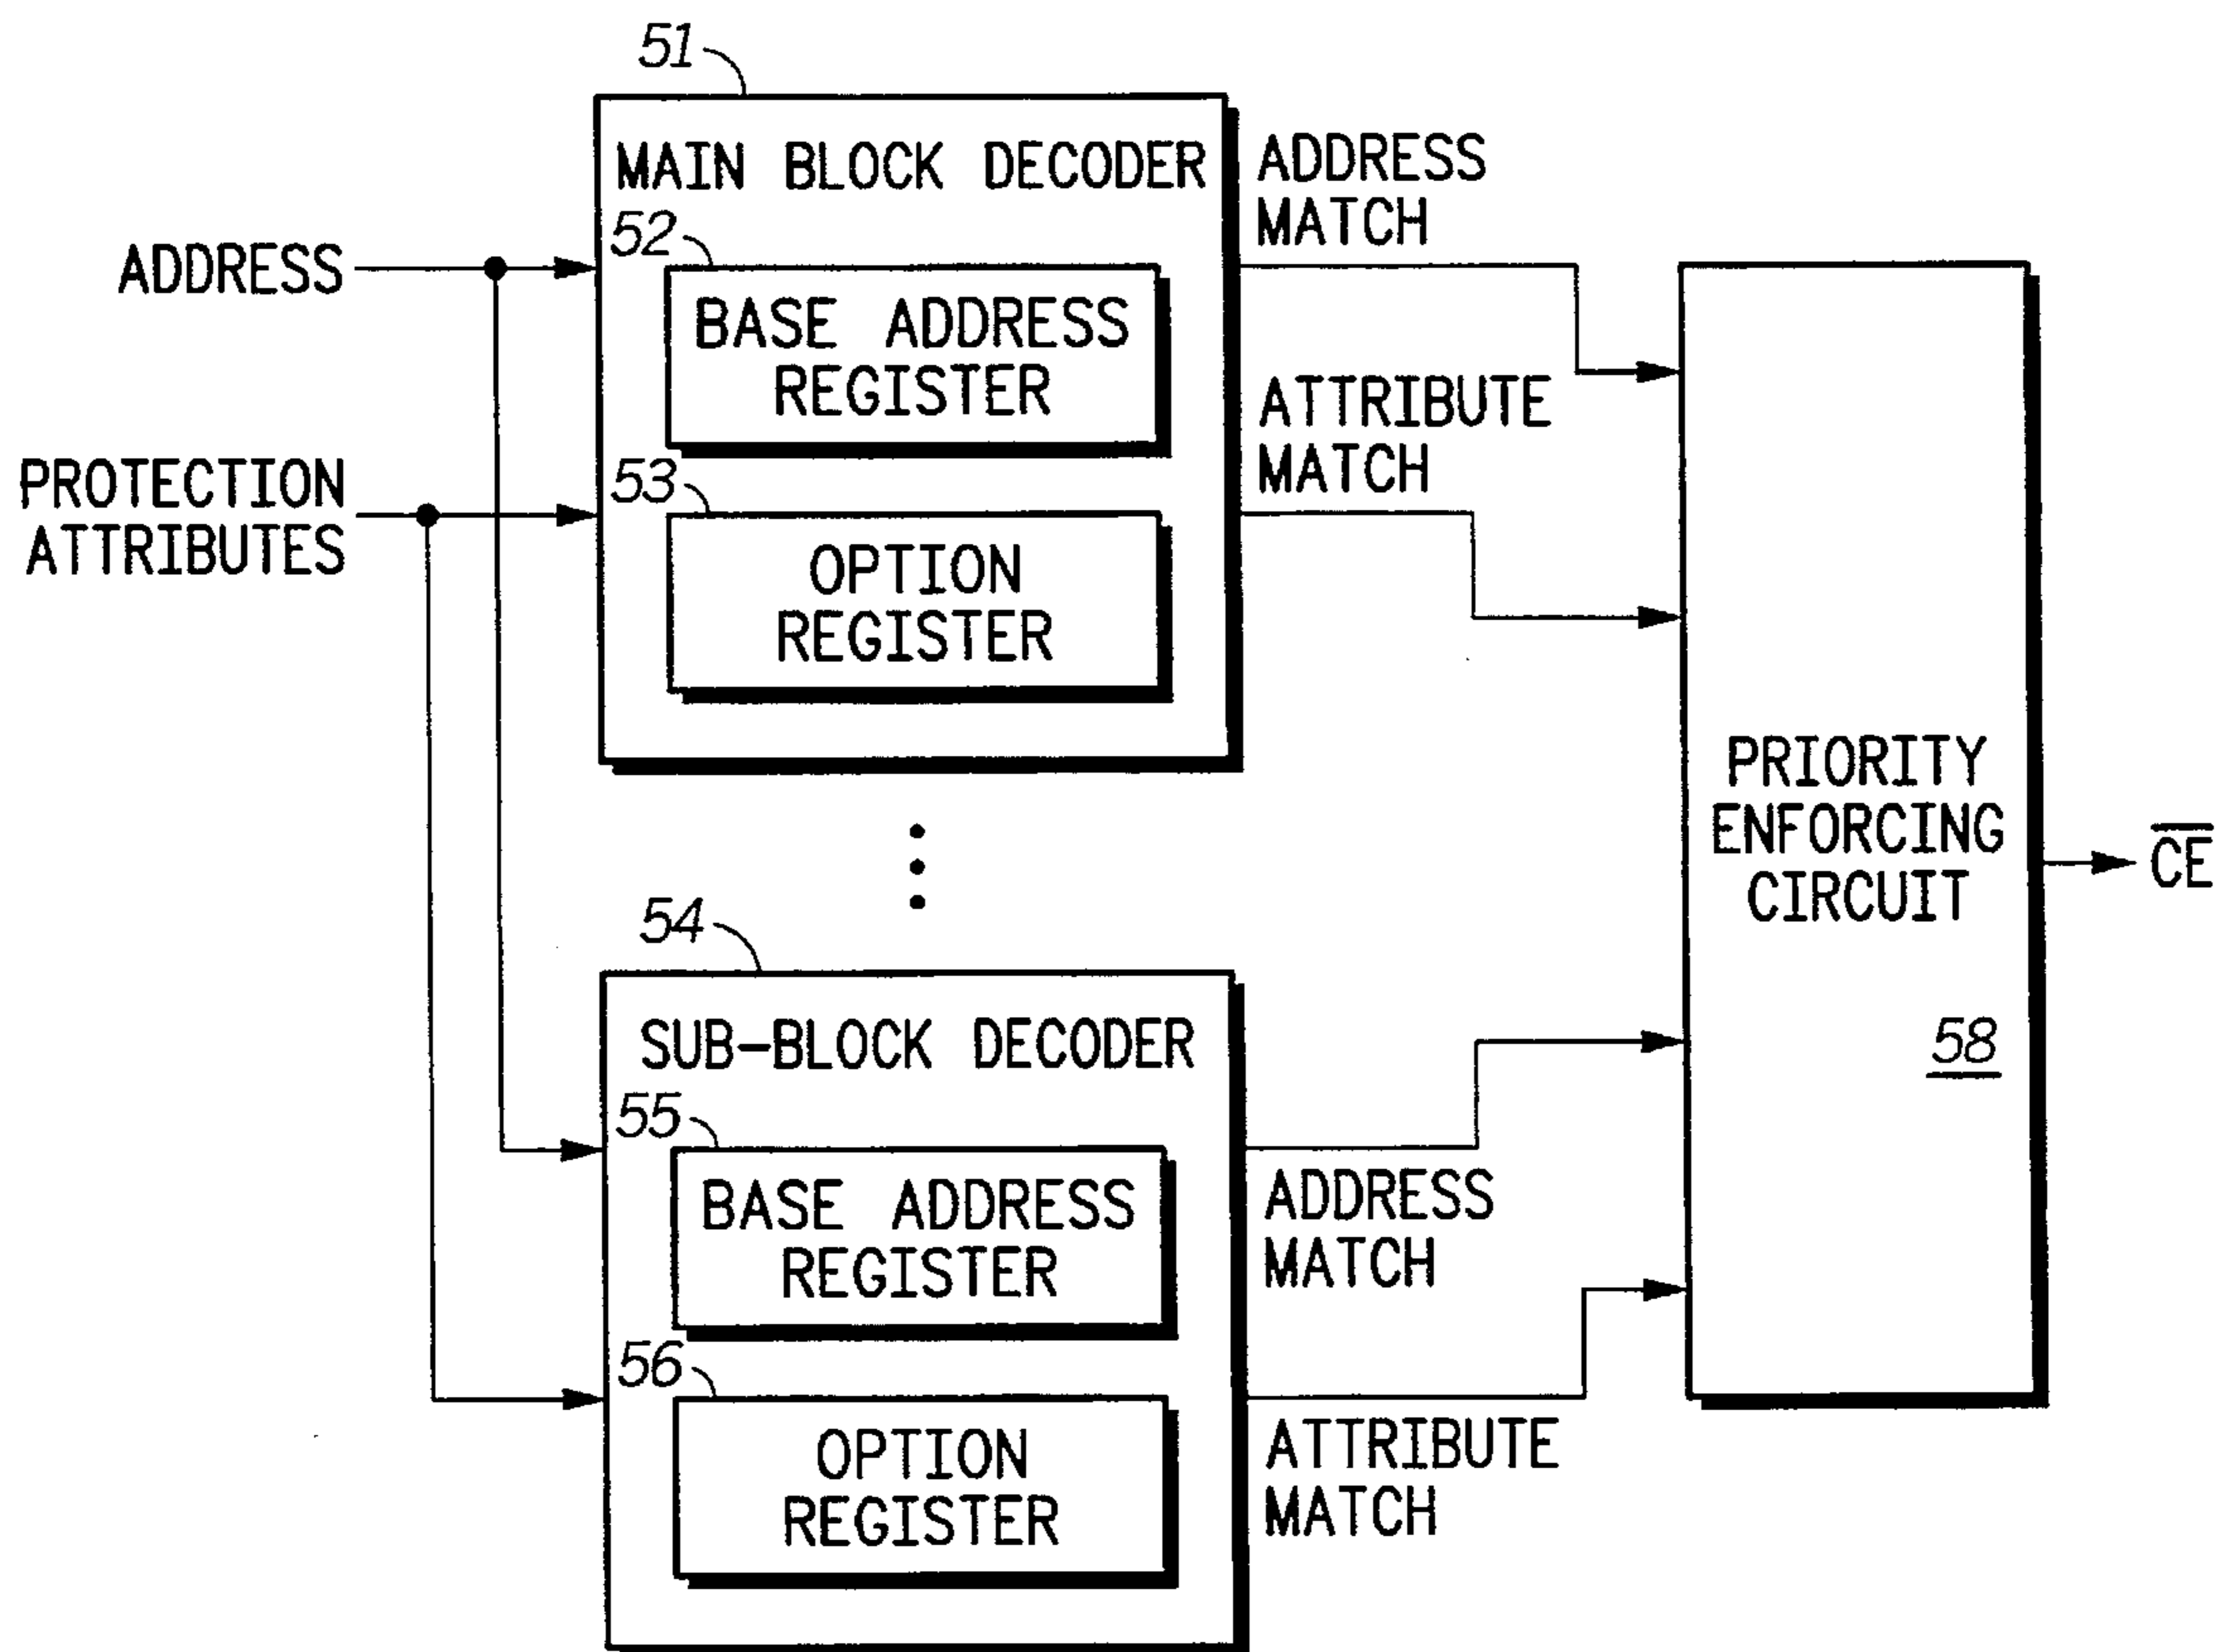 51
MAIN BLOCK DECODER
ADDRESS
MATCH
52
ADDRESS
BASE ADDRESS
REGISTER
ATTRIBUTE
MATCH
PROTECTION
ATTRIBUTES
53
OPTION
REGISTER
PRIORITY
ENFORCING
CIRCUIT
58
C̅E̅
54
SUB-BLOCK DECODER
55
BASE ADDRESS
REGISTER
ADDRESS
MATCH
56
OPTION
REGISTER
ATTRIBUTE
MATCH